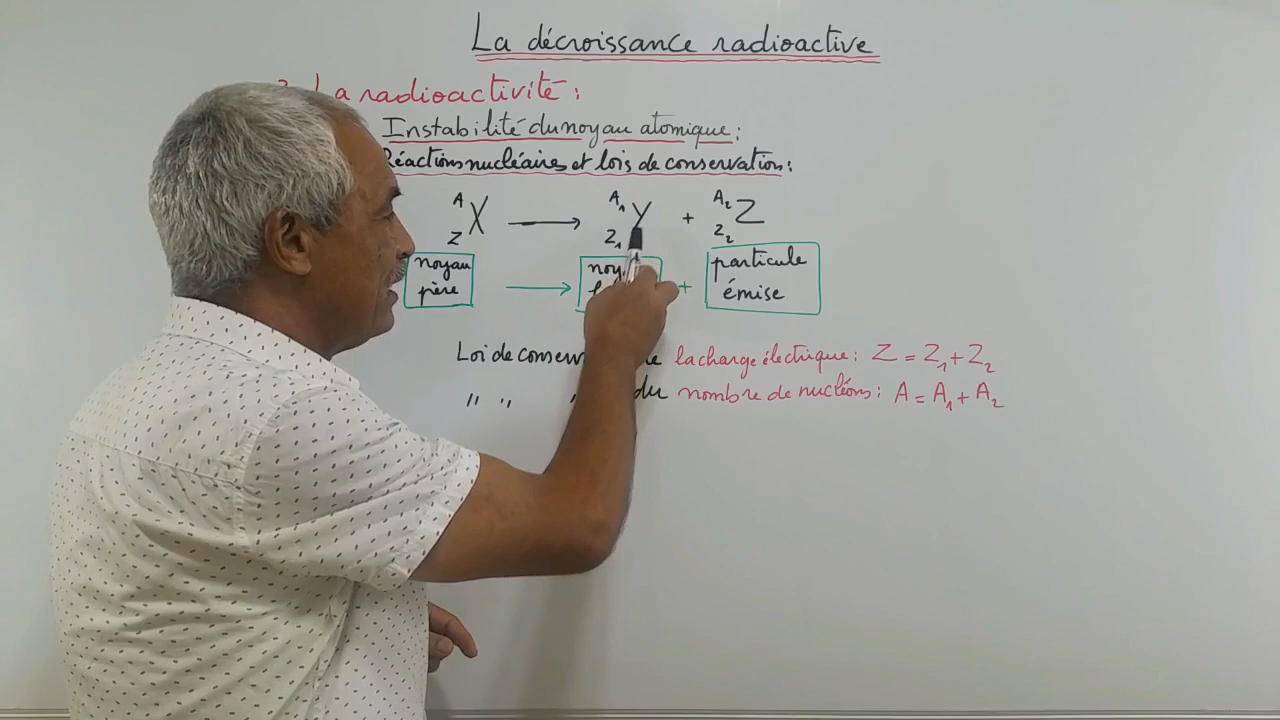 La décroissance radioactive
La radioactivité:
Instabilité du noyau atomique:
Réactions nucléaires et lois de conservation:
A Z X → A₁ Z₁ Y + A₂ Z₂ Z
noyau père → + particule émise
Loi de la charge électrique: Z = Z₁ + Z₂
" " " du nombre de nucléons: A = A₁ + A₂